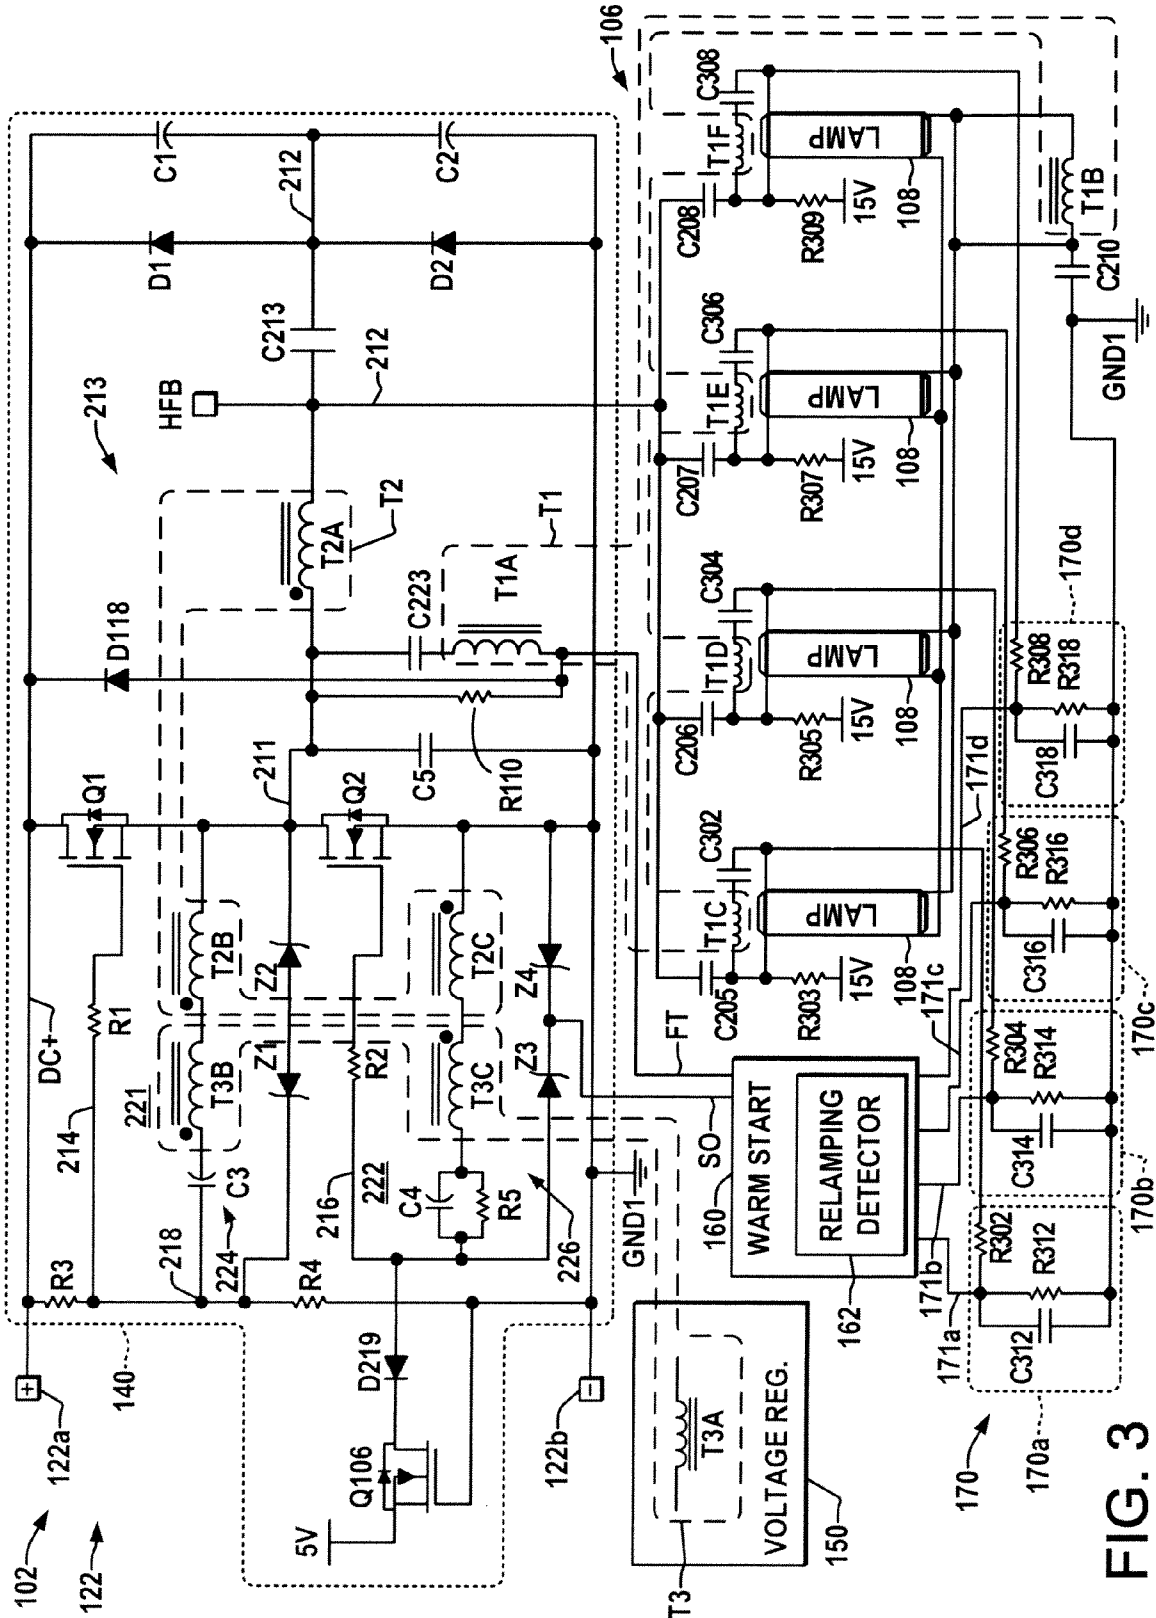 102
122
122a
+
140
DC+
R3
214
R1
Q1
D118
213
HFB
D1
C1
218
224
C3
221
T3B
T2B
T2
T2A
C213
212
212
D2
C2
R4
216
222
Z1
Z2
R2
211
Q2
C5
R110
C223
T1A
T1
5V
Q106
D219
C4
R5
226
T3C
T2C
Z3
Z4
122b
-
GND1
106
T3
T3A
VOLTAGE REG.
150
160
WARM START
RELAMPING
DETECTOR
162
SO
FT
C205
T1C
C302
R303
15V
LAMP
108
C206
T1D
C304
R305
15V
LAMP
108
C207
T1E
C306
R307
15V
LAMP
108
C208
T1F
C308
R309
15V
LAMP
108
T1B
C210
GND1
171a
171b
171c
171d
R302
R312
C312
R304
R314
C314
R306
R316
C316
R308
R318
C318
170
170a
170b
170c
170d
FIG. 3